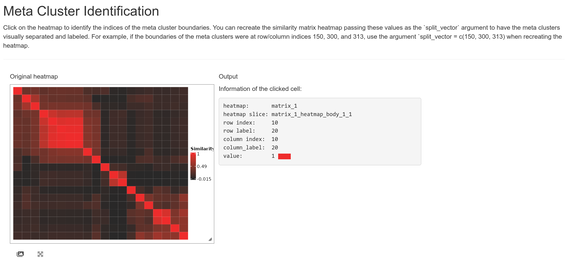 Meta Cluster Identification
Click on the heatmap to identify the indices of the meta cluster boundaries. You can recreate the similarity matrix heatmap passing these values as the `split_vector` argument to have the meta clusters
visually separated and labeled. For example, if the boundaries of the meta clusters were at row/column indices 150, 300, and 313, use the argument `split_vector = c(150, 300, 313) when recreating the
heatmap.
Original heatmap
Similarity
1
0.49
-0.015
Output
Information of the clicked cell:
heatmap: matrix_1
heatmap slice: matrix_1_heatmap_body_1_1
row index: 10
row label: 20
column index: 10
column_label: 20
value: 1